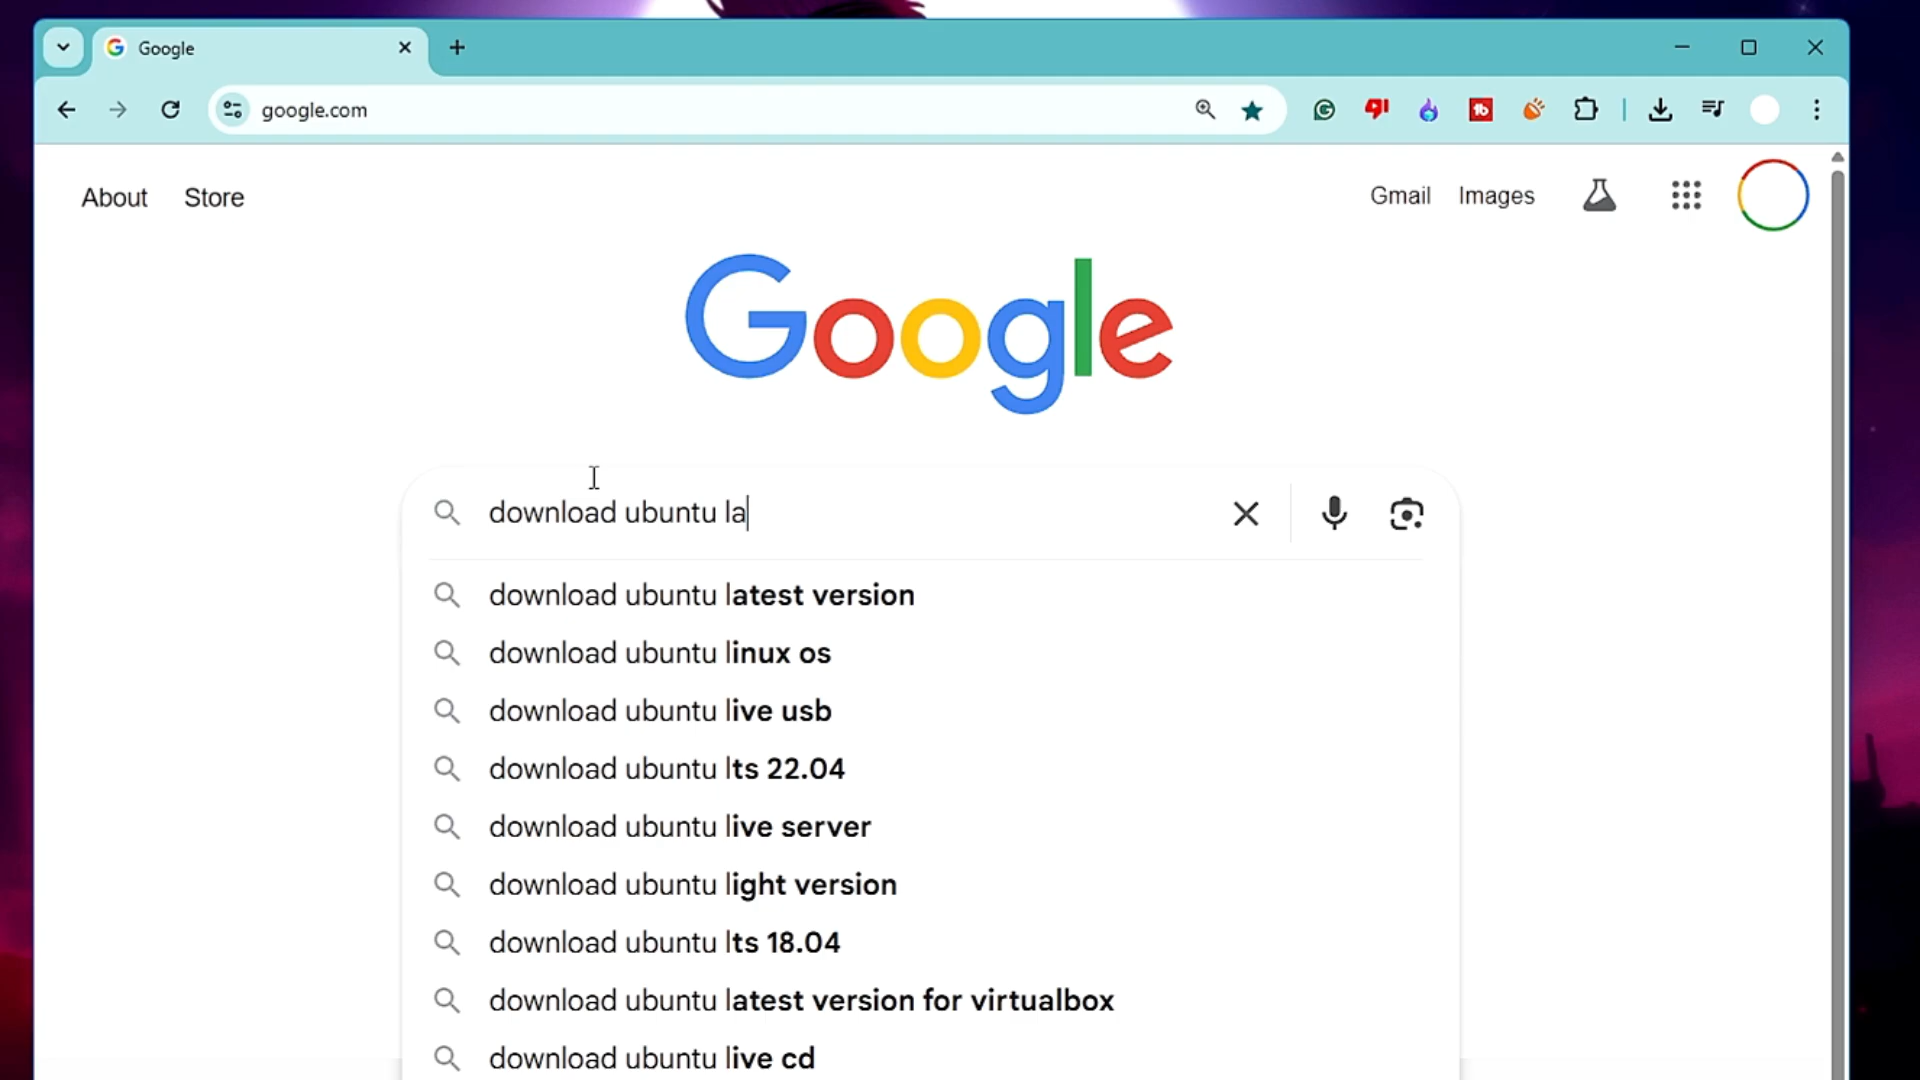 Google
google.com
About Store
Gmail Images
Google
download ubuntu la
download ubuntu latest version
download ubuntu linux os
download ubuntu live usb
download ubuntu lts 22.04
download ubuntu live server
download ubuntu light version
download ubuntu lts 18.04
download ubuntu latest version for virtualbox
download ubuntu live cd